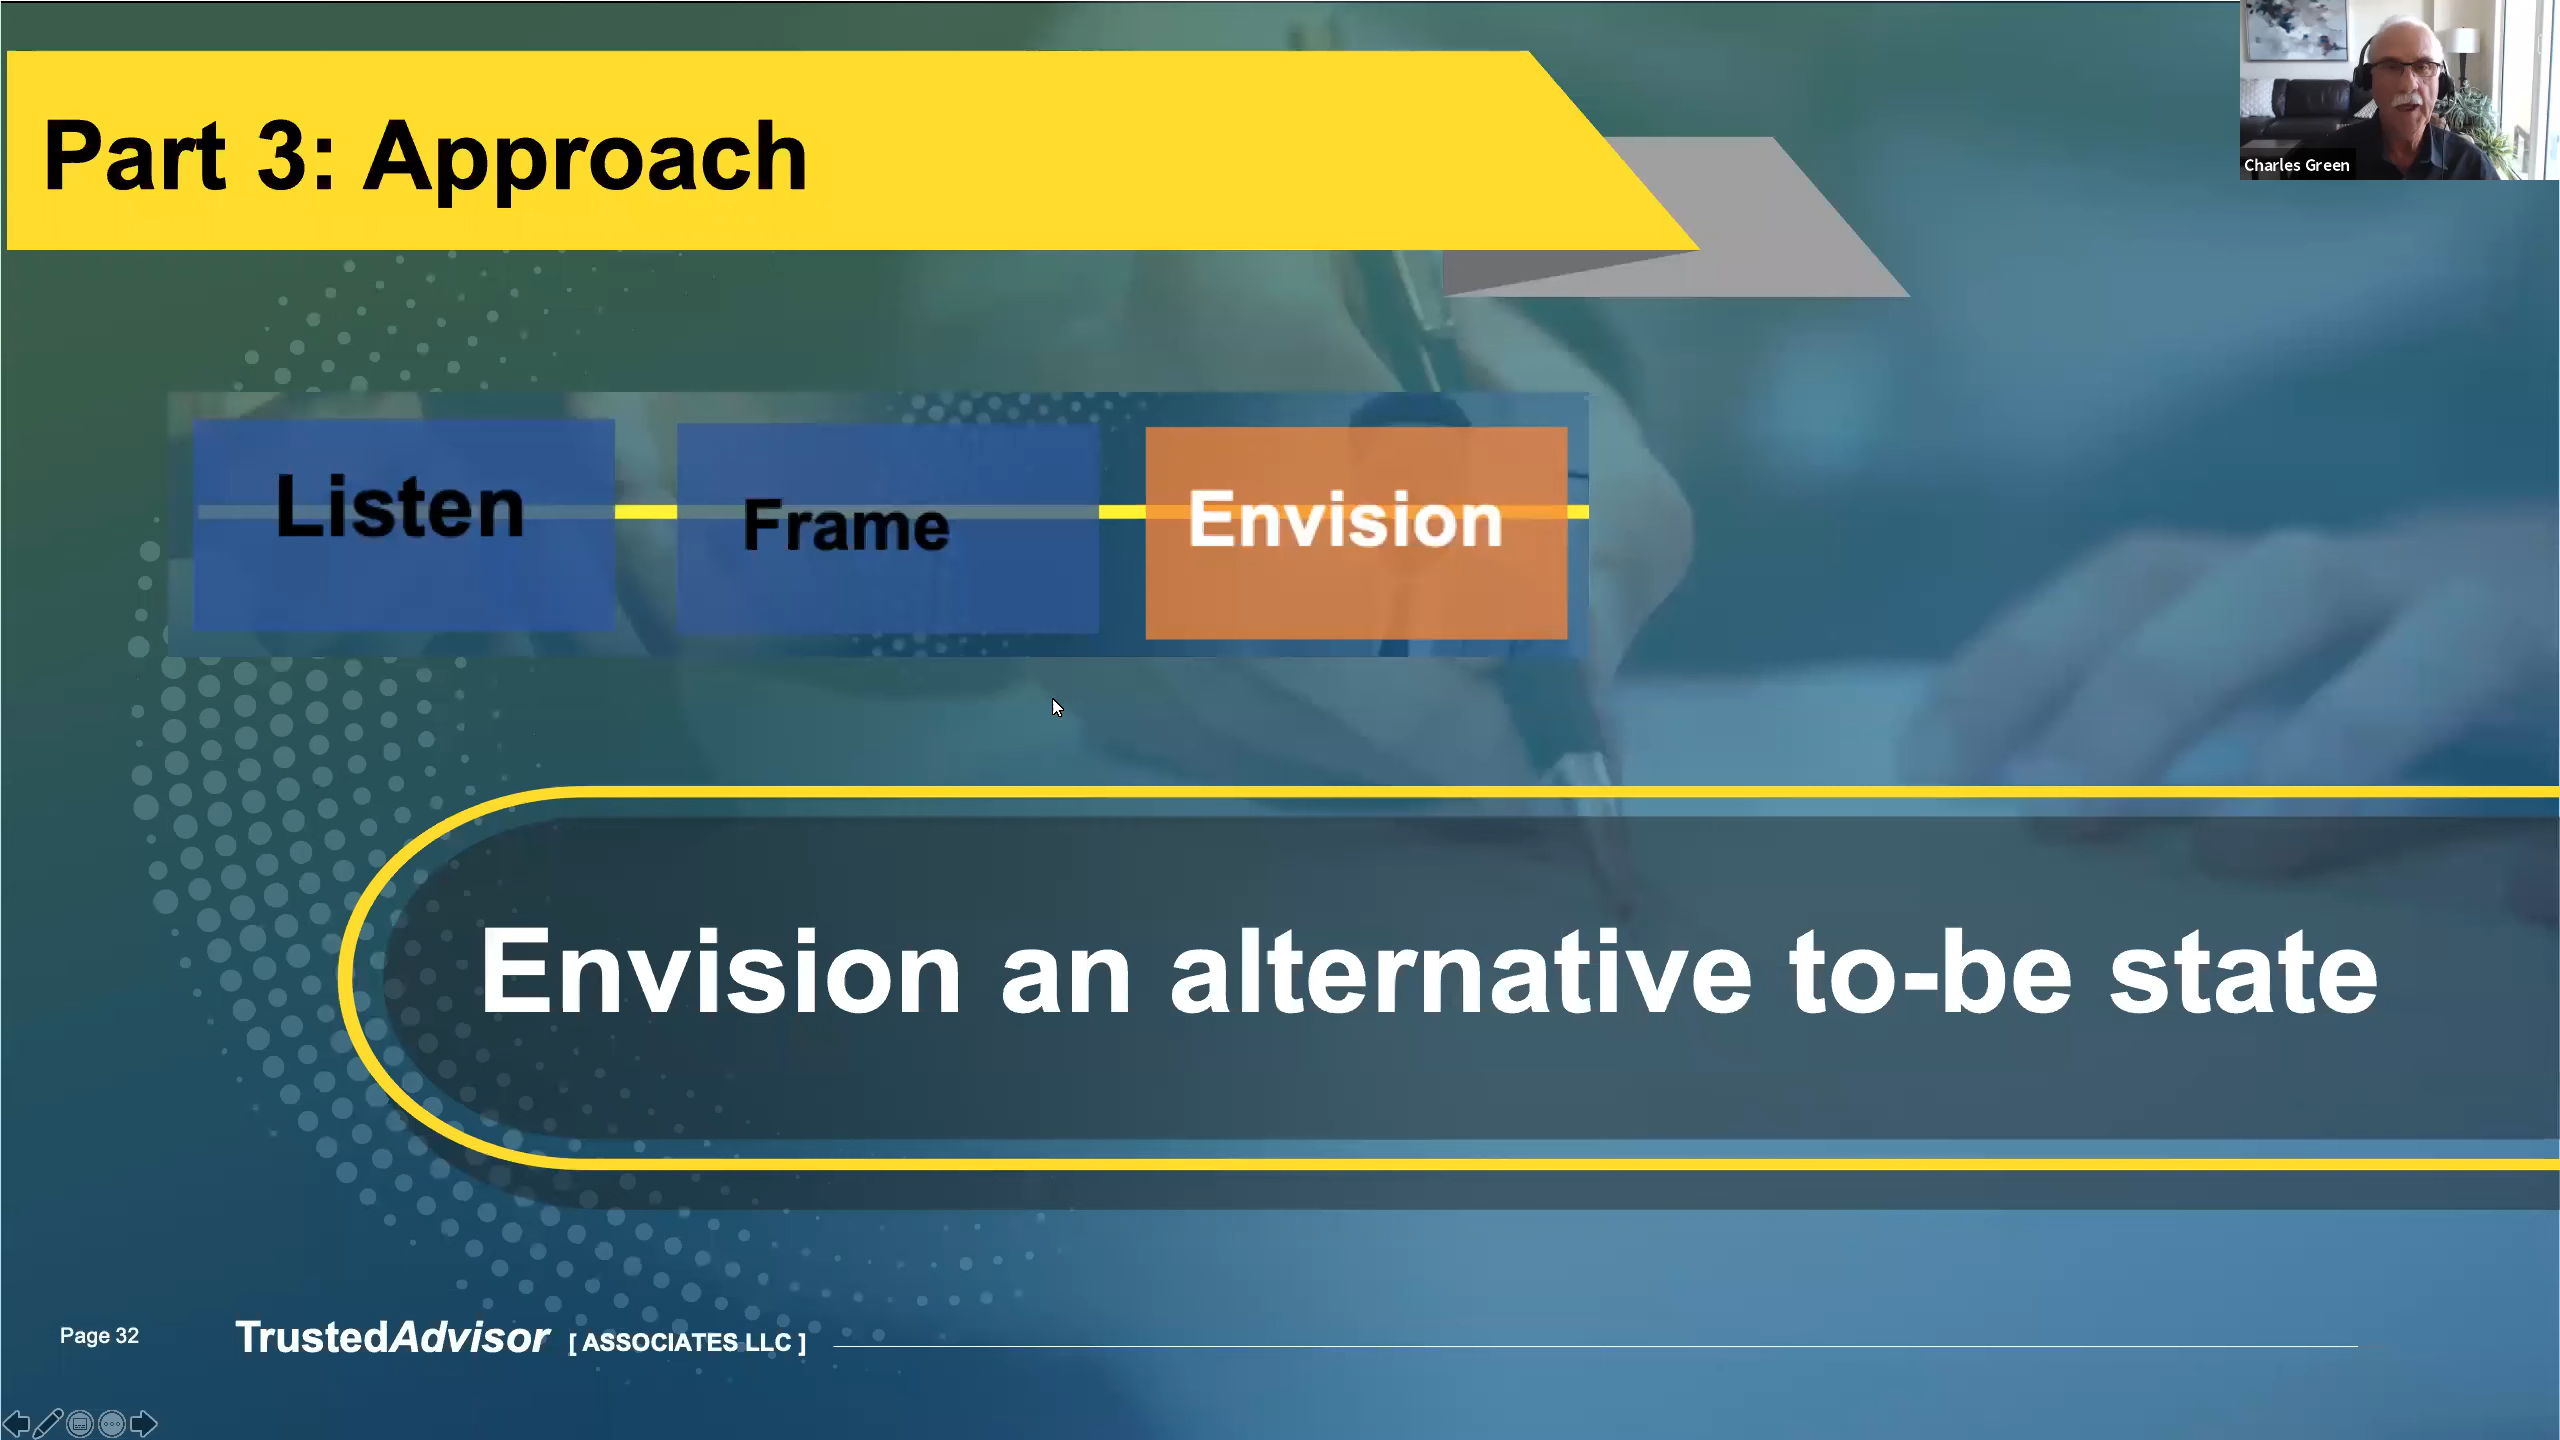 Part 3: Approach
Charles Green
Listen
Frame
Envision
Envision an alternative to-be state
Page 32
TrustedAdvisor [ ASSOCIATES LLC ]